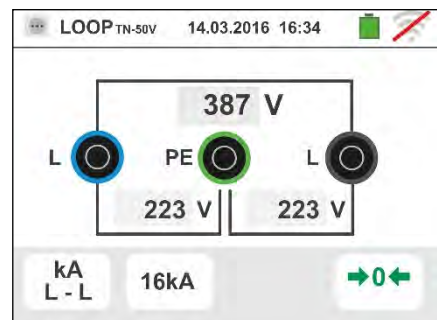 LOOP TN-50V 14.03.2016 16:34
387 V
L PE L
223 V 223 V
kA
L - L
16kA
→0←